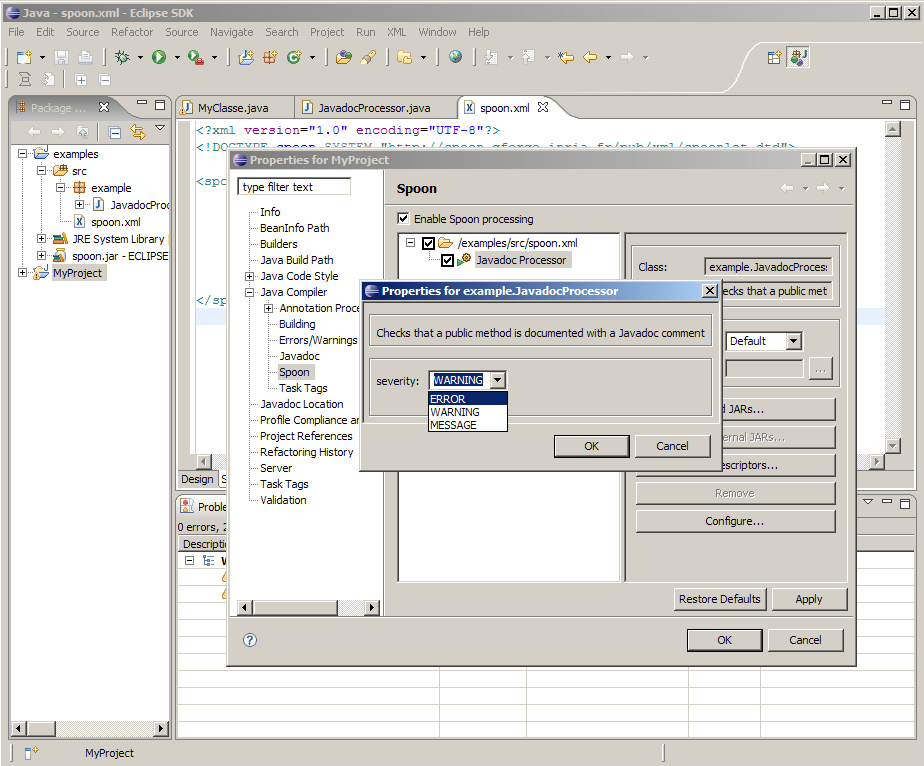 Java - spoon.xml - Eclipse SDK
File Edit Source Refactor Source Navigate Search Project Run XML Window Help
Package ...
MyClasse.java JavadocProcessor.java spoon.xml
<?xml version="1.0" encoding="UTF-8"?>
<!DOCTYPE spoon SYSTEM "http://spoon.gforge.inria.fr/pub/xml/spoonlet.dtd">
<spo
</sp
examples
src
example
JavadocProc
spoon.xml
JRE System Library
spoon.jar - ECLIPSE
MyProject
Design
Proble
0 errors, 2
Descriptio
Properties for MyProject
type filter text
Info
BeanInfo Path
Builders
Java Build Path
Java Code Style
Java Compiler
Annotation Proce
Building
Errors/Warnings
Javadoc
Spoon
Task Tags
Javadoc Location
Profile Compliance ar
Project References
Refactoring History
Server
Task Tags
Validation
Spoon
Enable Spoon processing
/examples/src/spoon.xml
Javadoc Processor
Class: example.JavadocProcess
ecks that a public met
Default
...
d JARs...
ernal JARs...
escriptors...
Remove
Configure...
Restore Defaults Apply
OK Cancel
Properties for example.JavadocProcessor
Checks that a public method is documented with a Javadoc comment
severity: WARNING
ERROR
WARNING
MESSAGE
OK Cancel
MyProject